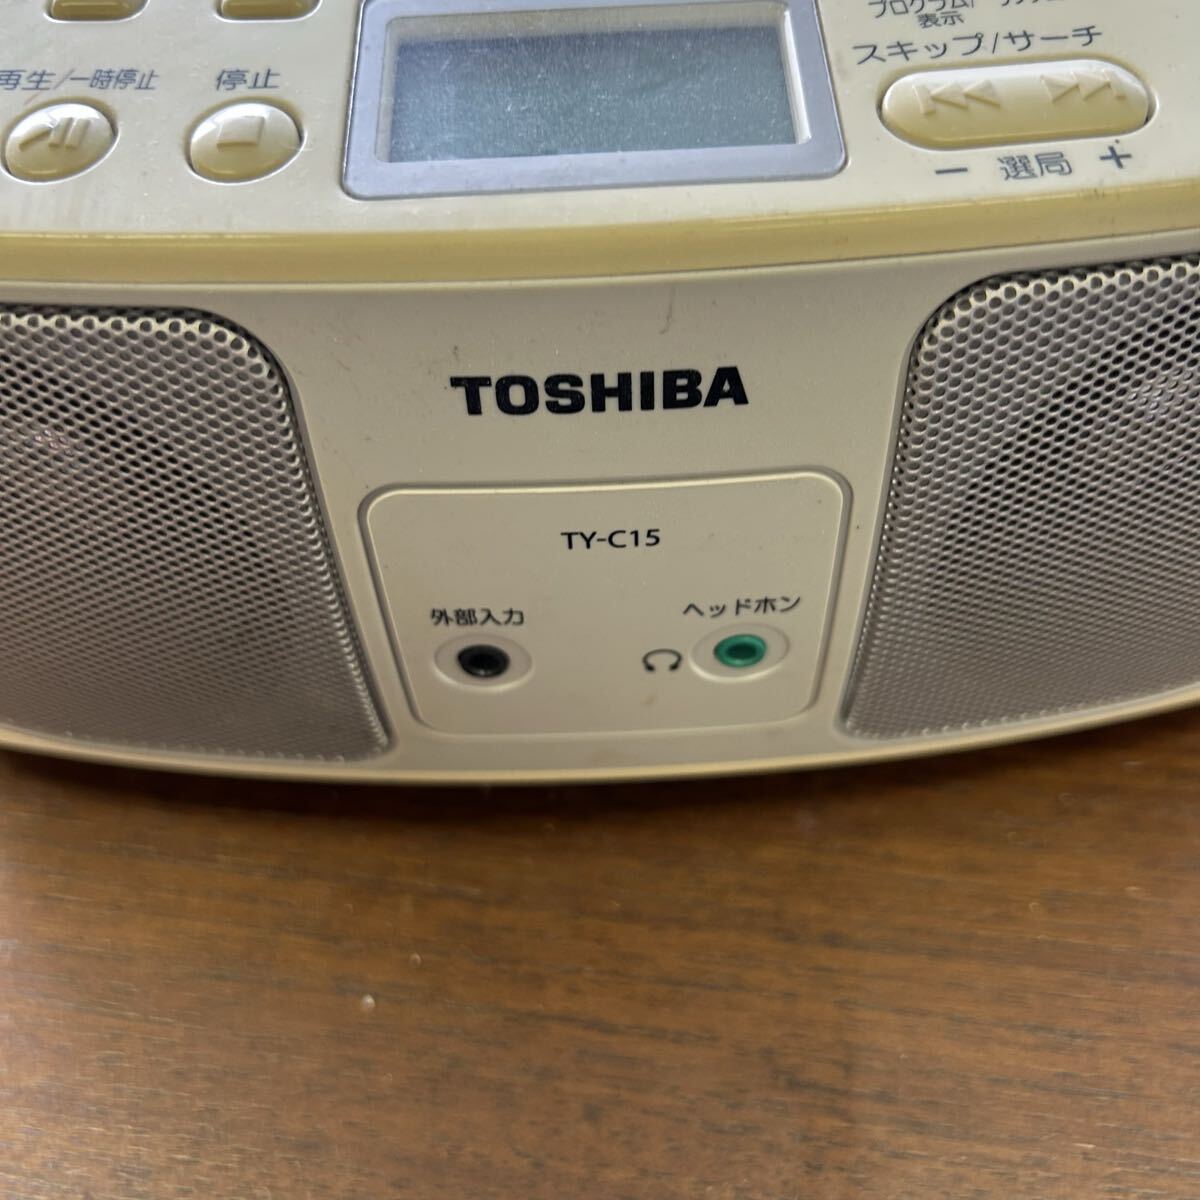 プログラム/
表示
スキップ/サーチ
再生/一時停止
停止
− 選局 +
TOSHIBA
TY-C15
外部入力
ヘッドホン